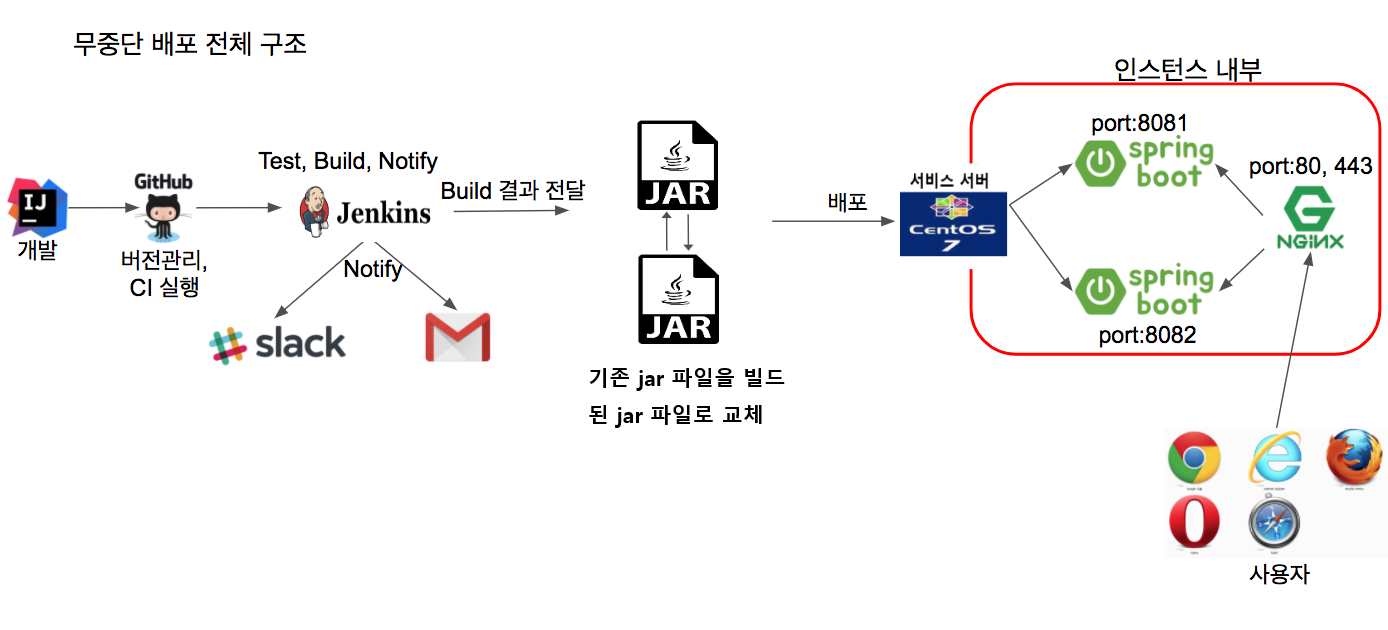 무중단 배포 전체 구조
인스턴스 내부
port:8081
spring
boot
port:80, 443
NGINX
Test, Build, Notify
GitHub
IJ
Jenkins
Build 결과 전달
JAR
배포
서비스 서버
CentOS
7
개발
버전관리,
CI 실행
Notify
slack
JAR
spring
boot
port:8082
기존 jar 파일을 빌드
된 jar 파일로 교체
사용자